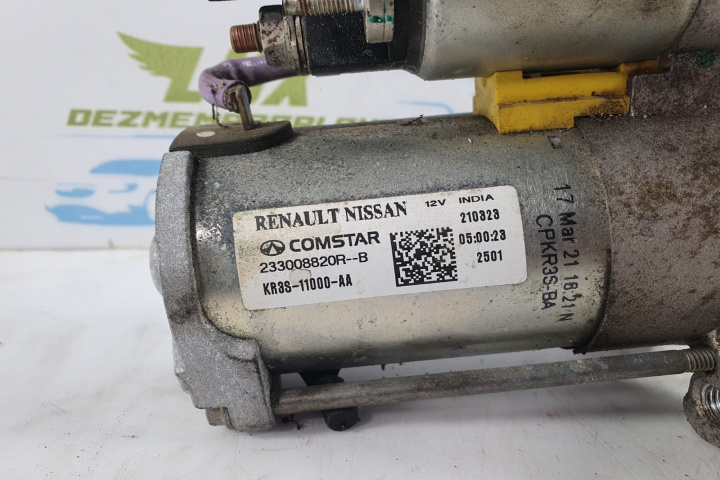 RENAULT NISSAN 12V INDIA
COMSTAR 210323
233008820R--B 05:00:23
KR3S-11000-AA 2501
17 Mar 21 18:21 N
CPKR3S-BA